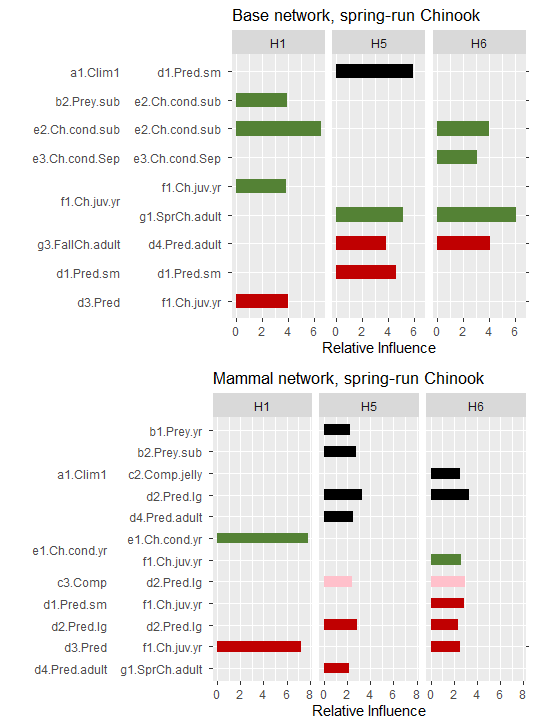 Base network, spring-run Chinook
H1 H5 H6
a1.Clim1 d1.Pred.sm
b2.Prey.sub e2.Ch.cond.sub
e2.Ch.cond.sub e2.Ch.cond.sub
e3.Ch.cond.Sep e3.Ch.cond.Sep
f1.Ch.juv.yr
f1.Ch.juv.yr
g1.SprCh.adult
g3.FallCh.adult d4.Pred.adult
d1.Pred.sm d1.Pred.sm
d3.Pred f1.Ch.juv.yr
0 2 4 6 0 2 4 6 0 2 4 6
Relative Influence
Mammal network, spring-run Chinook
H1 H5 H6
b1.Prey.yr
b2.Prey.sub
a1.Clim1 c2.Comp.jelly
d2.Pred.lg
d4.Pred.adult
e1.Ch.cond.yr
e1.Ch.cond.yr
f1.Ch.juv.yr
c3.Comp d2.Pred.lg
d1.Pred.sm f1.Ch.juv.yr
d2.Pred.lg d2.Pred.lg
d3.Pred f1.Ch.juv.yr
d4.Pred.adult g1.SprCh.adult
0 2 4 6 8 0 2 4 6 8 0 2 4 6 8
Relative Influence